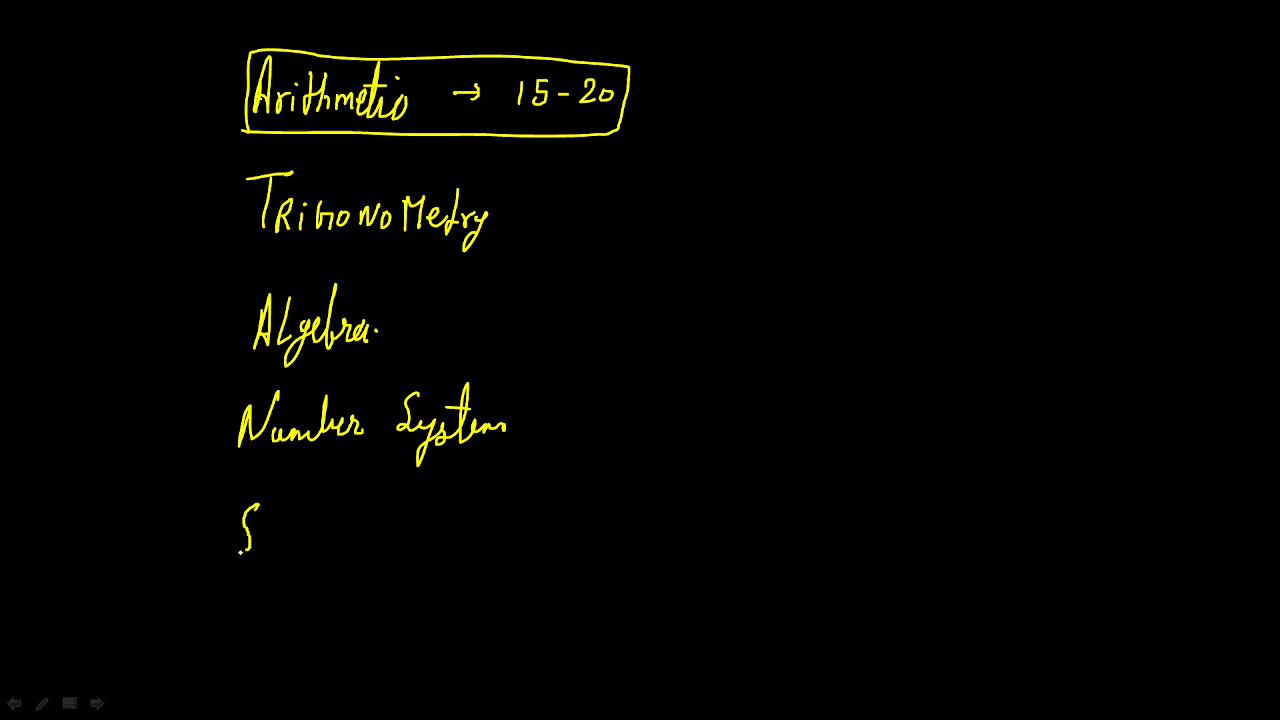 Arithmetic → 15-20
TRiGoNoMetry
ALgebra.
Number System
S